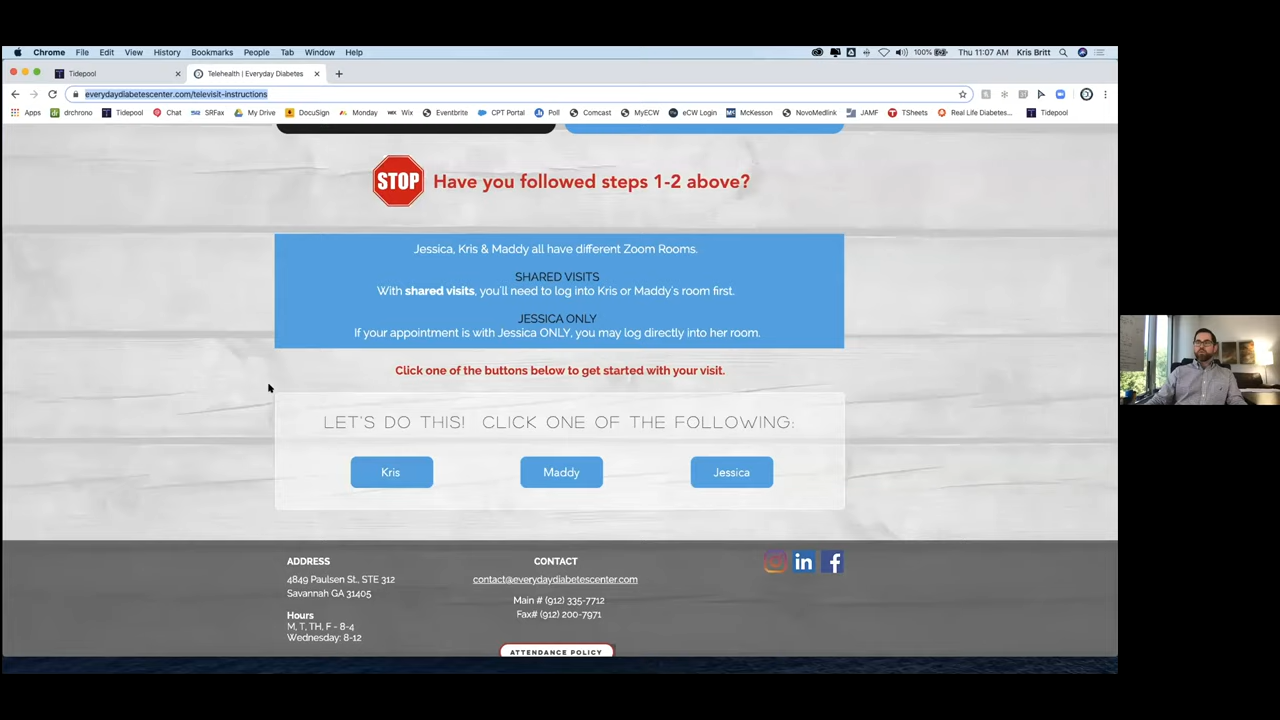 Chrome File Edit View History Bookmarks People Tab Window Help 100% Thu 11:07 AM Kris Britt
Tidepool Telehealth | Everyday Diabetes
everydaydiabetescenter.com/televisit-instructions
Apps drchrono Tidepool Chat SRFax My Drive DocuSign Monday Wix Eventbrite CPT Portal Poll Comcast MyECW eCW Login McKesson NovoMedlink JAMF TSheets Real Life Diabetes... Tidepool
STOP Have you followed steps 1-2 above?
Jessica, Kris & Maddy all have different Zoom Rooms.
SHARED VISITS
With shared visits, you'll need to log into Kris or Maddy's room first.
JESSICA ONLY
If your appointment is with Jessica ONLY, you may log directly into her room.
Click one of the buttons below to get started with your visit.
LET'S DO THIS! CLICK ONE OF THE FOLLOWING:
Kris Maddy Jessica
ADDRESS
4849 Paulsen St., STE 312
Savannah GA 31405
Hours
M, T, TH, F - 8-4
Wednesday: 8-12
CONTACT
contact@everydaydiabetescenter.com
Main # (912) 335-7712
Fax# (912) 200-7971
ATTENDANCE POLICY
in f